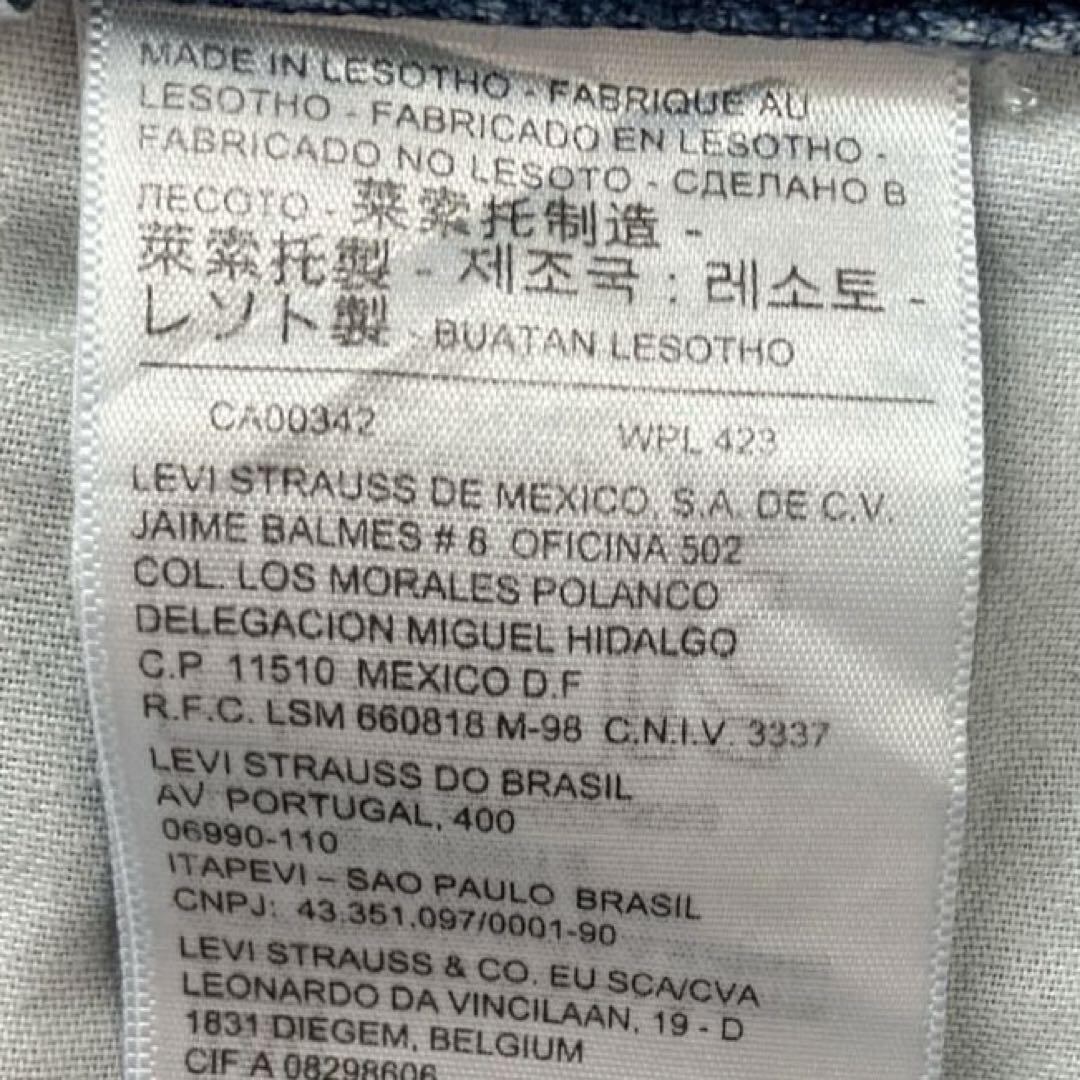 MADE IN LESOTHO - FABRIQUE AU
LESOTHO - FABRICADO EN LESOTHO -
FABRICADO NO LESOTO - СДЕЛАНО В
ЛЕСОТО - 莱索托制造 -
萊索托製 - 제조국 : 레소토 -
レソト製 - BUATAN LESOTHO
CA00342 WPL 423
LEVI STRAUSS DE MEXICO, S.A. DE C.V.
JAIME BALMES # 8 OFICINA 502
COL. LOS MORALES POLANCO
DELEGACION MIGUEL HIDALGO
C.P 11510 MEXICO D.F
R.F.C. LSM 660818 M-98 C.N.I.V. 3337
LEVI STRAUSS DO BRASIL
AV PORTUGAL, 400
06990-110
ITAPEVI – SAO PAULO BRASIL
CNPJ: 43.351.097/0001-90
LEVI STRAUSS & CO. EU SCA/CVA
LEONARDO DA VINCILAAN, 19 - D
1831 DIEGEM, BELGIUM
CIF A 08298606